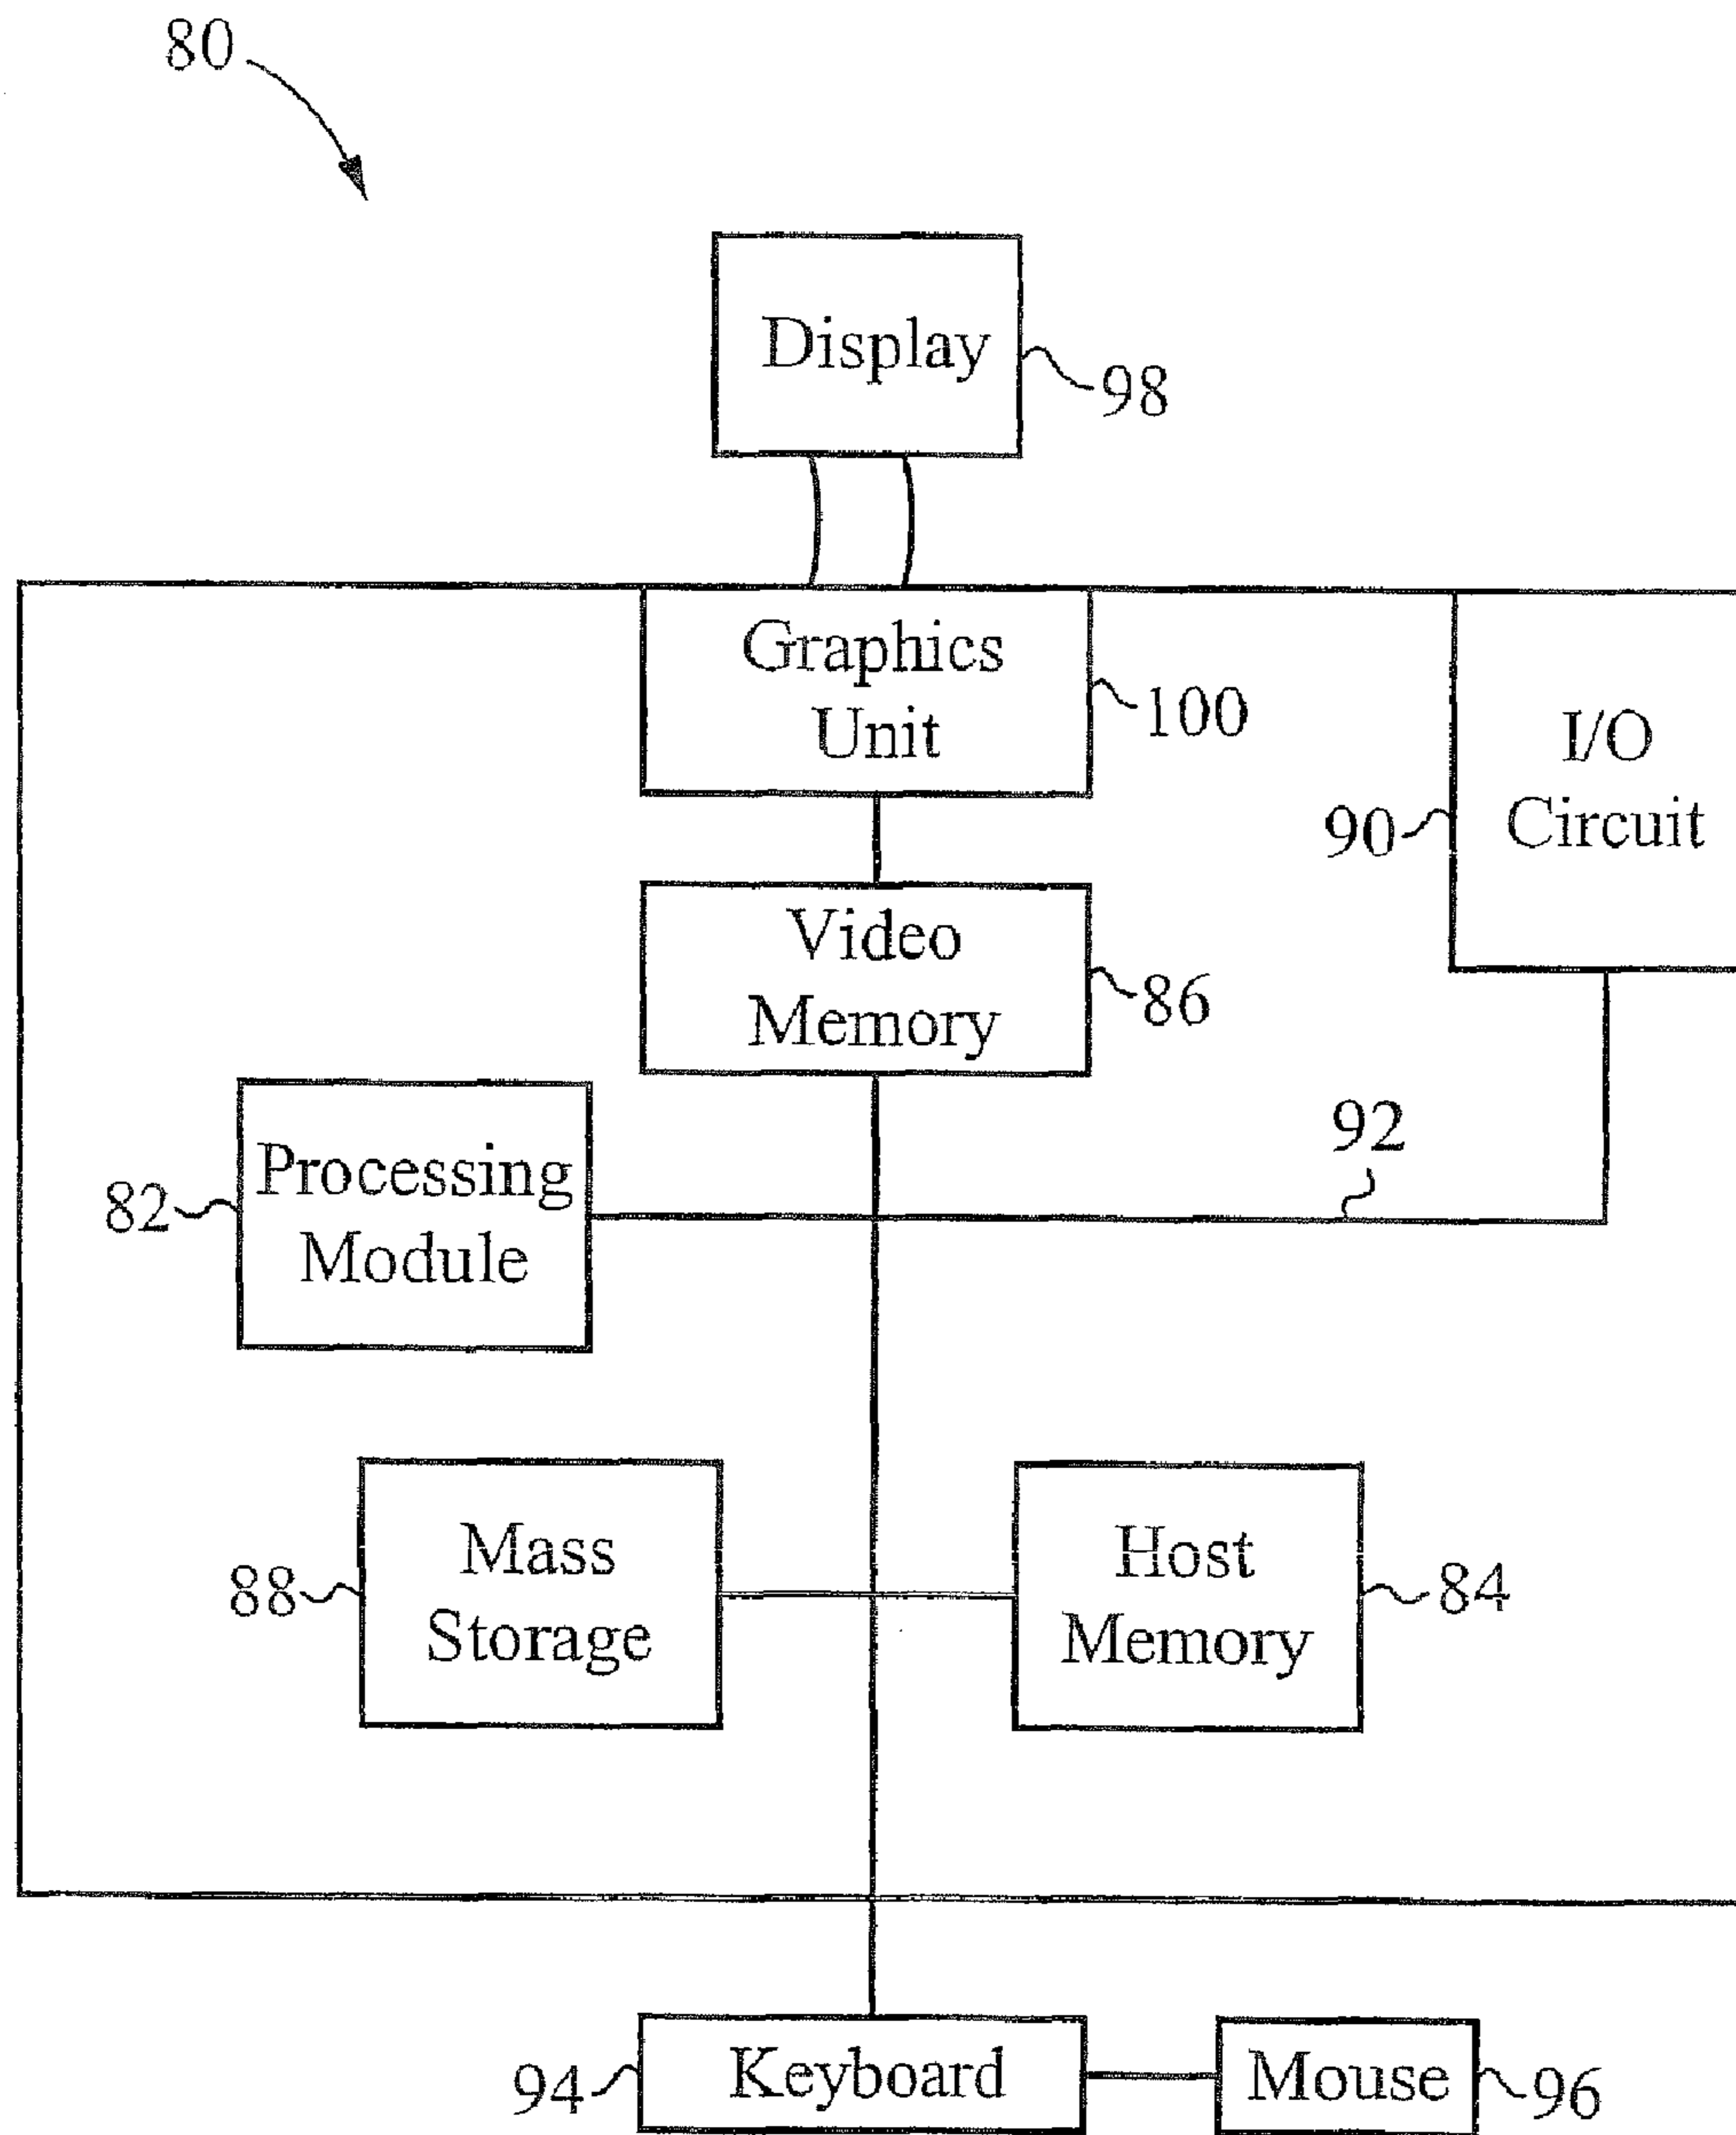 80
Display
98
Graphics
Unit
100
I/O
Circuit
90
Video
Memory
86
92
Processing
Module
82
Mass
Storage
88
Host
Memory
84
94
Keyboard
Mouse
96